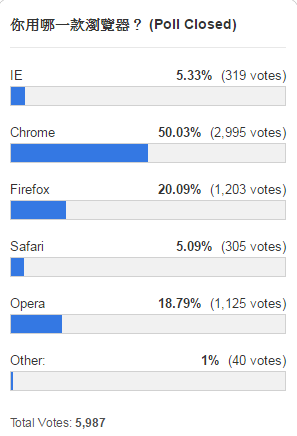 你用哪一款瀏覽器？ (Poll Closed)
IE 5.33% (319 votes)
Chrome 50.03% (2,995 votes)
Firefox 20.09% (1,203 votes)
Safari 5.09% (305 votes)
Opera 18.79% (1,125 votes)
Other: 1% (40 votes)
Total Votes: 5,987